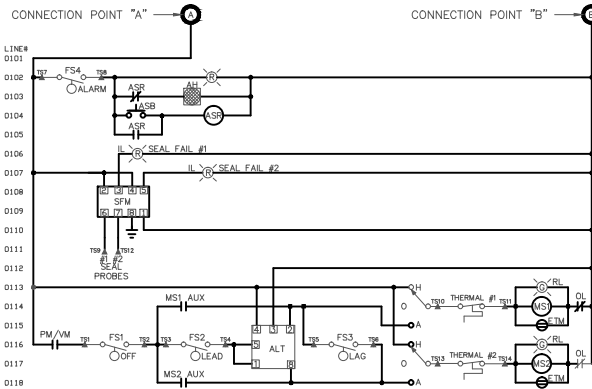 CONNECTION POINT "A" A CONNECTION POINT "B"
LINE#
0101
0102 TS7 FS4 TS8 R
ALARM
0103 ASR AH
0104 ASB ASR
0105 ASR
0106 IL R SEAL FAIL #1
0107 IL R SEAL FAIL #2
0108 2 3 4 5
SFM
0109 6 7 8 1
0110
0111 TS9 TS12
#1 #2
SEAL
PROBES
0112
0113 H G RL
0114 MS1 AUX O TS10 THERMAL #1 TS11 MS1 OL
0115 A ETM
4 3 2
0116 PM/VM TS1 FS1 TS2 TS3 FS2 TS4 5 ALT TS5 FS3 TS6 H G RL
OFF LEAD LAG
0117 1 8 O TS13 THERMAL #2 TS14 MS2 OL
0118 MS2 AUX A ETM